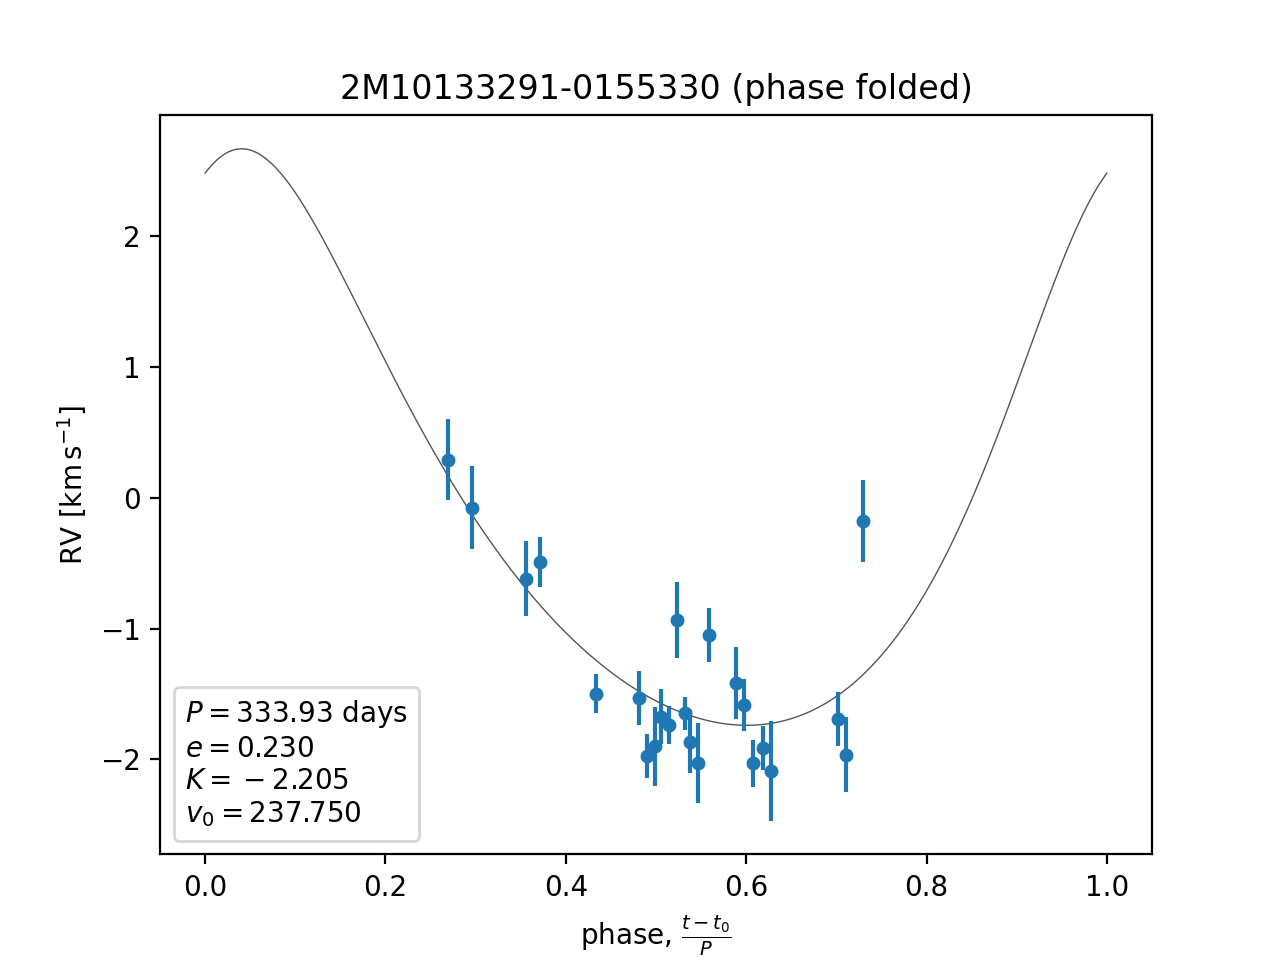 2M10133291-0155330 (phase folded)
RV [km s⁻¹]
2
1
0
−1
−2
P = 333.93 days
e = 0.230
K = −2.205
v₀ = 237.750
0.0 0.2 0.4 0.6 0.8 1.0
phase, (t − t₀)/P